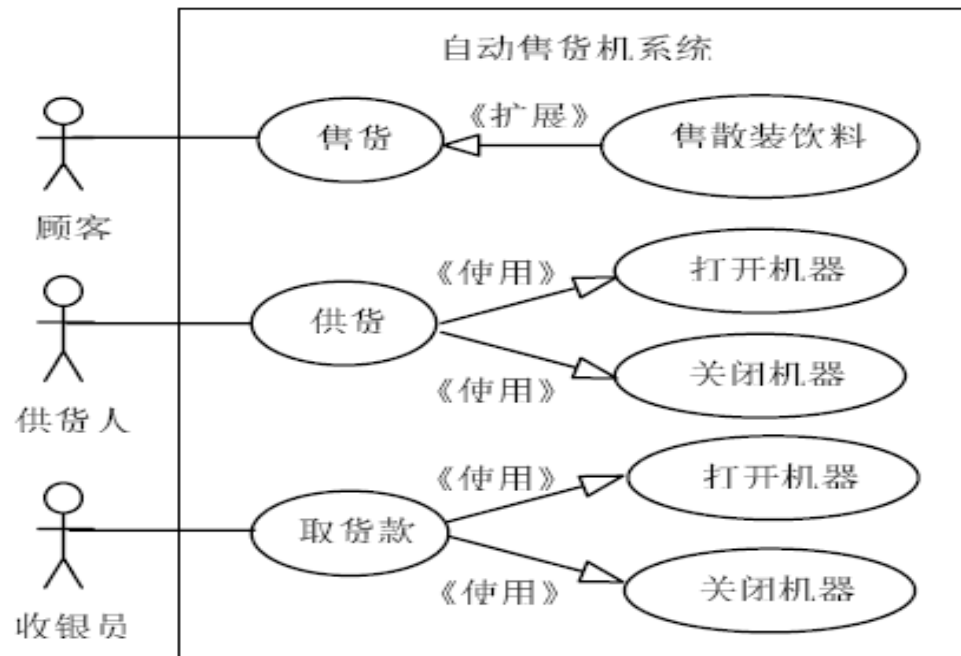 自动售货机系统
《扩展》
售货
售散装饮料
顾客
《使用》
打开机器
供货
《使用》
关闭机器
供货人
《使用》
打开机器
取货款
《使用》
关闭机器
收银员